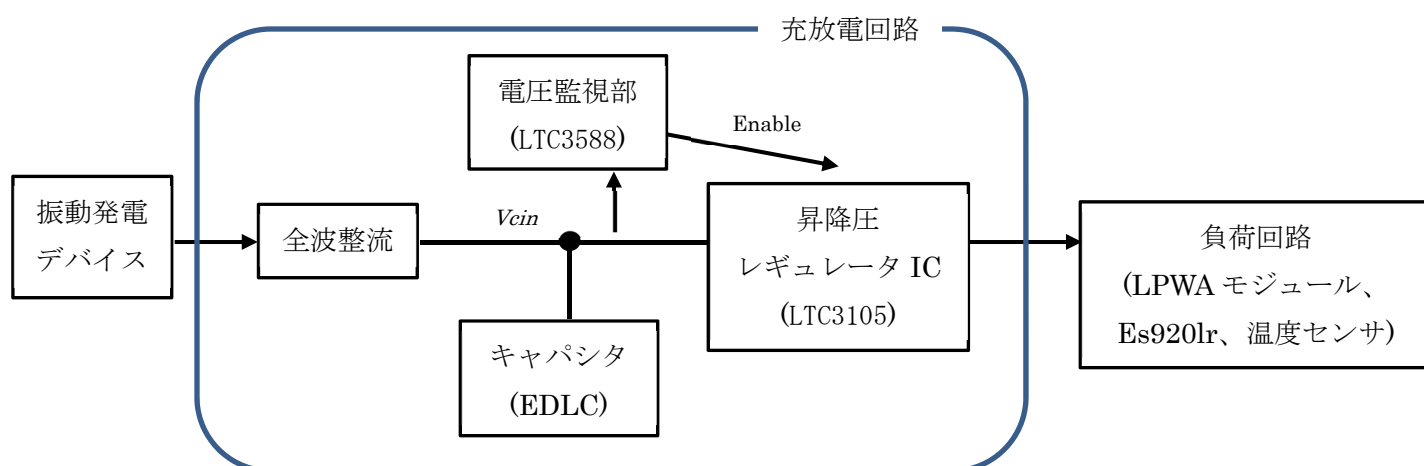 充放電回路
電圧監視部
(LTC3588)
Enable
振動発電
デバイス
全波整流
Vcin
昇降圧
レギュレータ IC
(LTC3105)
負荷回路
(LPWA モジュール、
Es920lr、温度センサ)
キャパシタ
(EDLC)